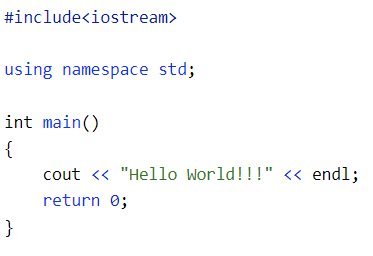 #include<iostream>
using namespace std;
int main()
{
    cout << "Hello World!!!" << endl;
    return 0;
}